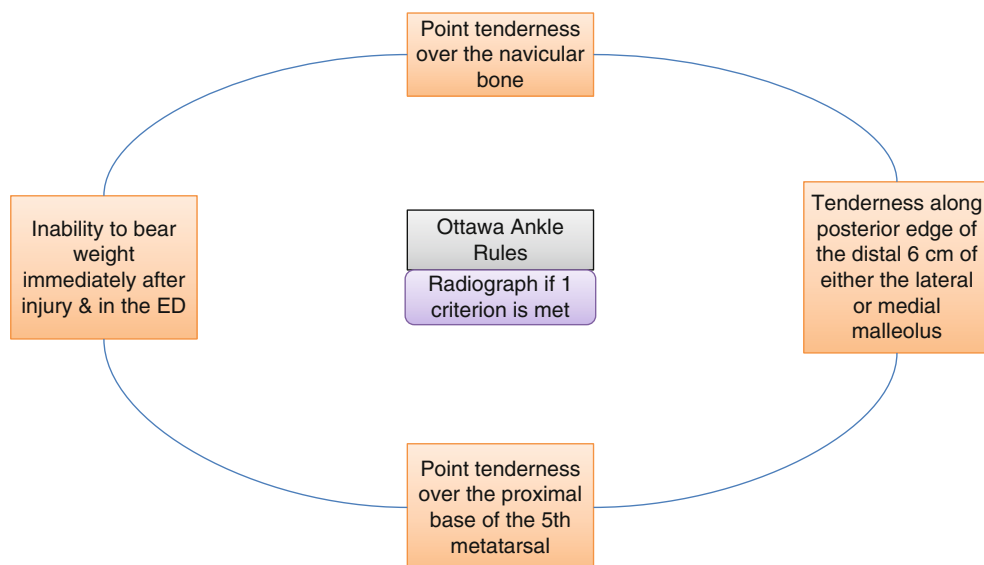 Point tenderness
over the navicular
bone
Inability to bear
weight
immediately after
injury & in the ED
Ottawa Ankle
Rules
Radiograph if 1
criterion is met
Tenderness along
posterior edge of
the distal 6 cm of
either the lateral
or medial
malleolus
Point tenderness
over the proximal
base of the 5th
metatarsal